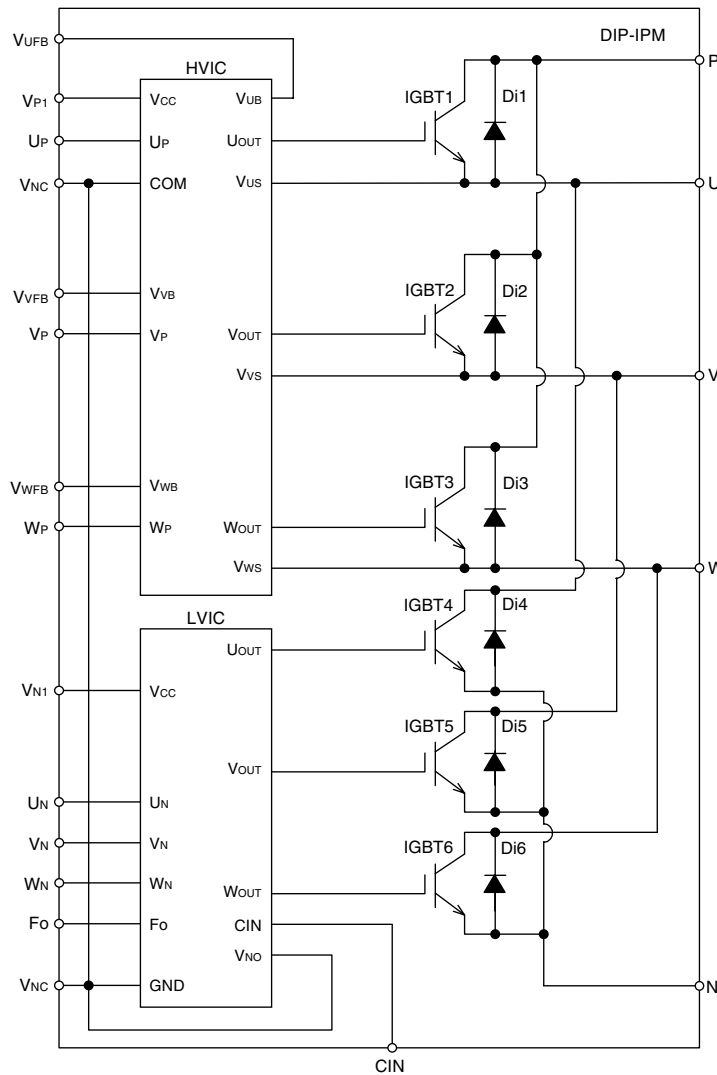 DIP-IPM
VUFB
HVIC
P
VP1
VCC
VUB
IGBT1
Di1
UP
UP
UOUT
VNC
COM
VUS
U
VVFB
VVB
IGBT2
Di2
VP
VP
VOUT
VVS
V
VWFB
VWB
IGBT3
Di3
WP
WP
WOUT
VWS
W
LVIC
IGBT4
Di4
UOUT
VN1
VCC
IGBT5
Di5
VOUT
UN
UN
VN
VN
IGBT6
Di6
WN
WN
WOUT
Fo
Fo
CIN
VNO
VNC
GND
N
CIN